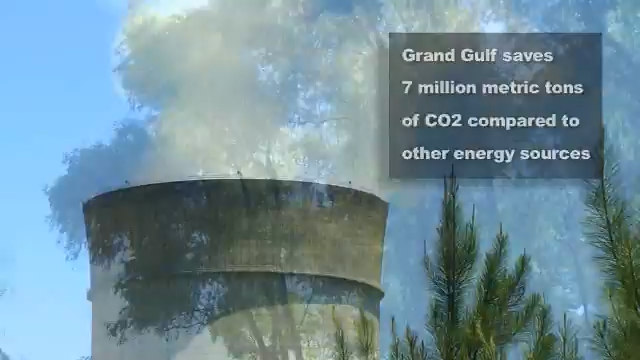 Grand Gulf saves
7 million metric tons
of CO2 compared to
other energy sources